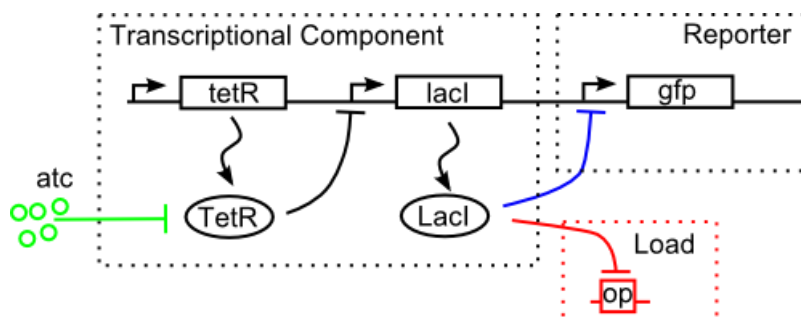 Transcriptional Component
Reporter
tetR
lacI
gfp
atc
TetR
LacI
Load
op